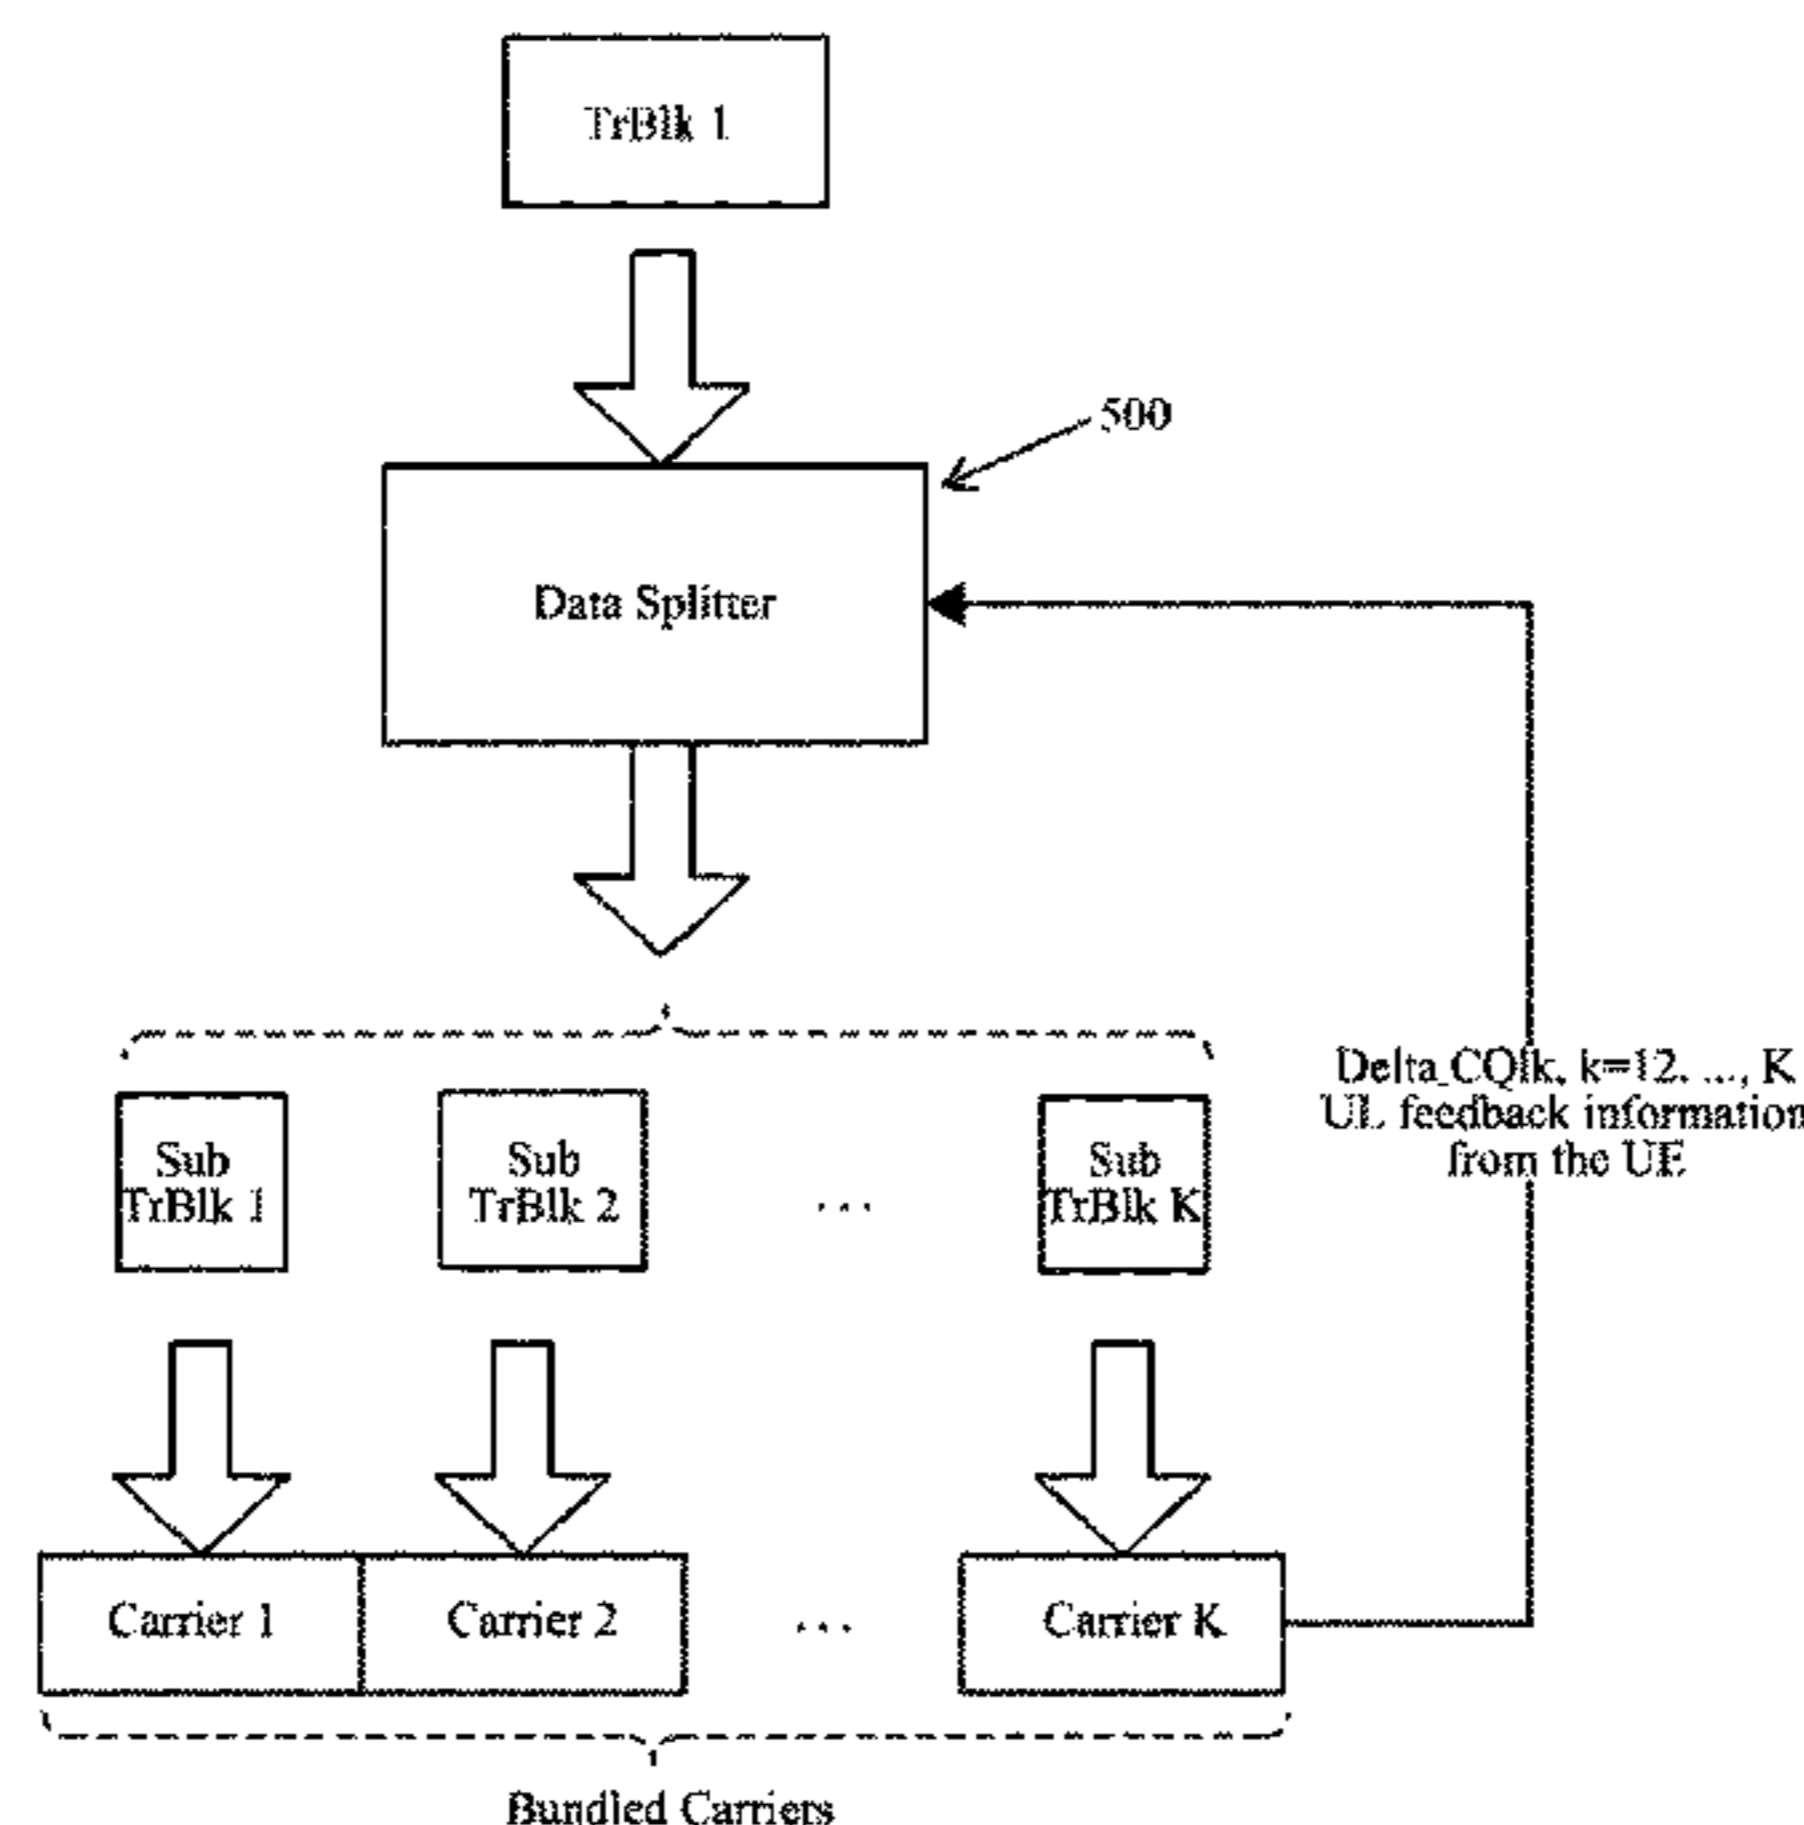 TrBlk 1
500
Data Splitter
Delta_CQIk, k=12, ..., K
UL feedback information
from the UE
Sub
TrBlk 1
Sub
TrBlk 2
...
Sub
TrBlk K
Carrier 1
Carrier 2
...
Carrier K
Bundled Carriers